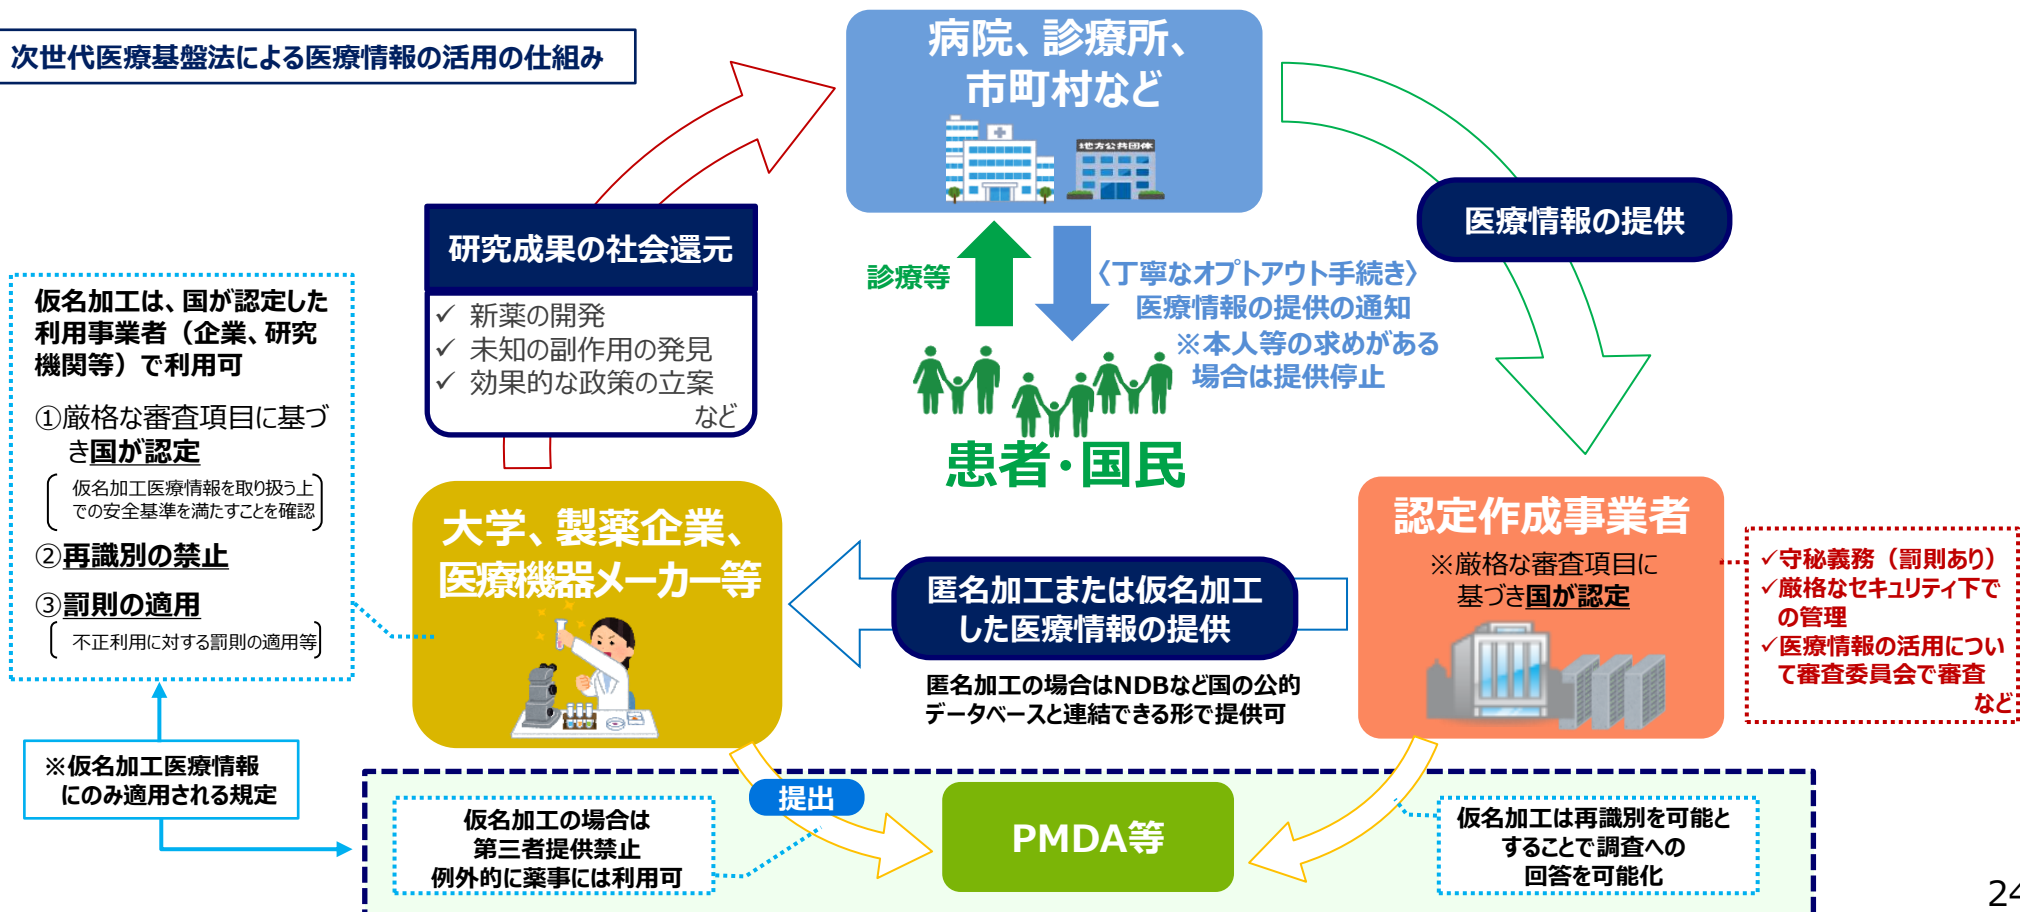 次世代医療基盤法による医療情報の活用の仕組み
病院、診療所、
市町村など
地方公共団体
医療情報の提供
研究成果の社会還元
✓ 新薬の開発
✓ 未知の副作用の発見
✓ 効果的な政策の立案
など
診療等
〈丁寧なオプトアウト手続き〉
医療情報の提供の通知
※本人等の求めがある
場合は提供停止
患者・国民
仮名加工は、国が認定した
利用事業者（企業、研究
機関等）で利用可
①厳格な審査項目に基づ
き国が認定
仮名加工医療情報を取り扱う上
での安全基準を満たすことを確認
②再識別の禁止
③罰則の適用
不正利用に対する罰則の適用等
大学、製薬企業、
医療機器メーカー等
匿名加工または仮名加工
した医療情報の提供
匿名加工の場合はNDBなど国の公的
データベースと連結できる形で提供可
認定作成事業者
※厳格な審査項目に
基づき国が認定
✓守秘義務（罰則あり）
✓厳格なセキュリティ下で
の管理
✓医療情報の活用につい
て審査委員会で審査
など
※仮名加工医療情報
にのみ適用される規定
提出
仮名加工の場合は
第三者提供禁止
例外的に薬事には利用可
PMDA等
仮名加工は再識別を可能と
することで調査への
回答を可能化
24